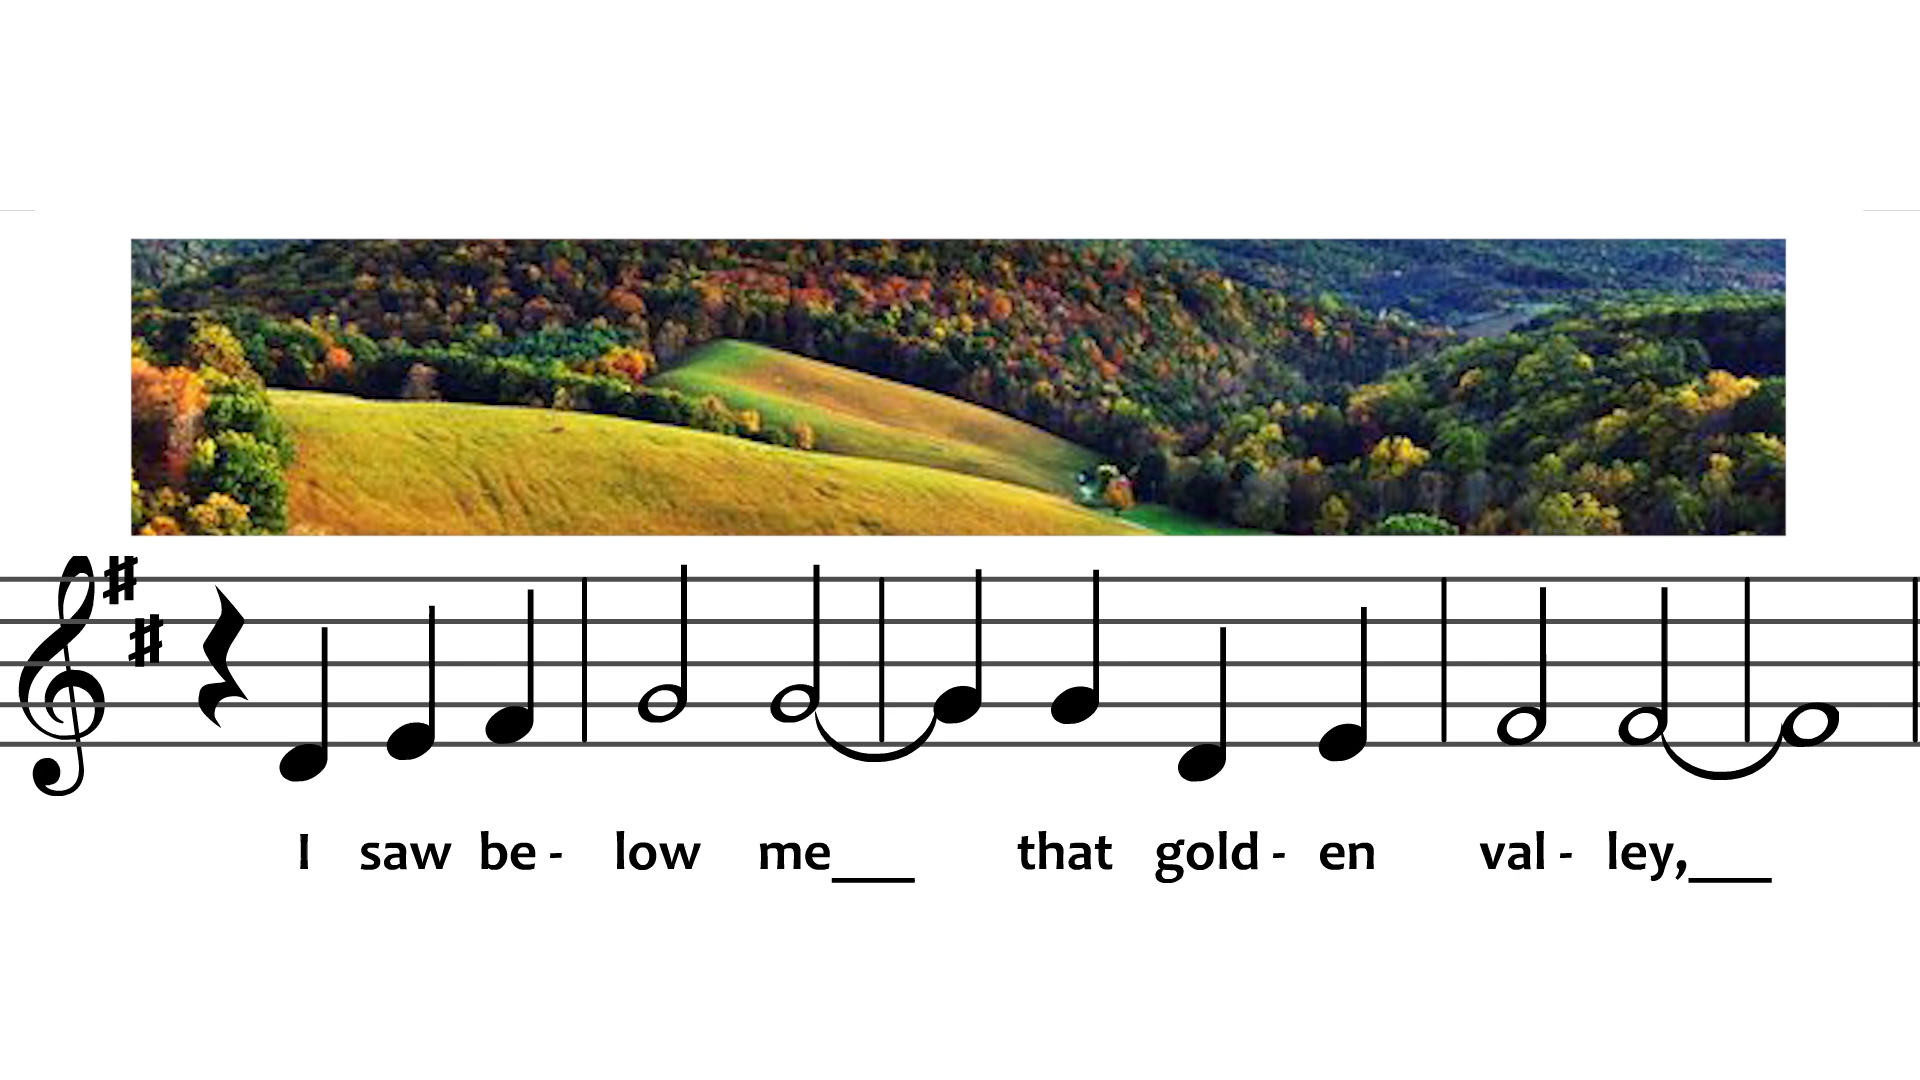 I saw be - low me___ that gold - en val - ley,___